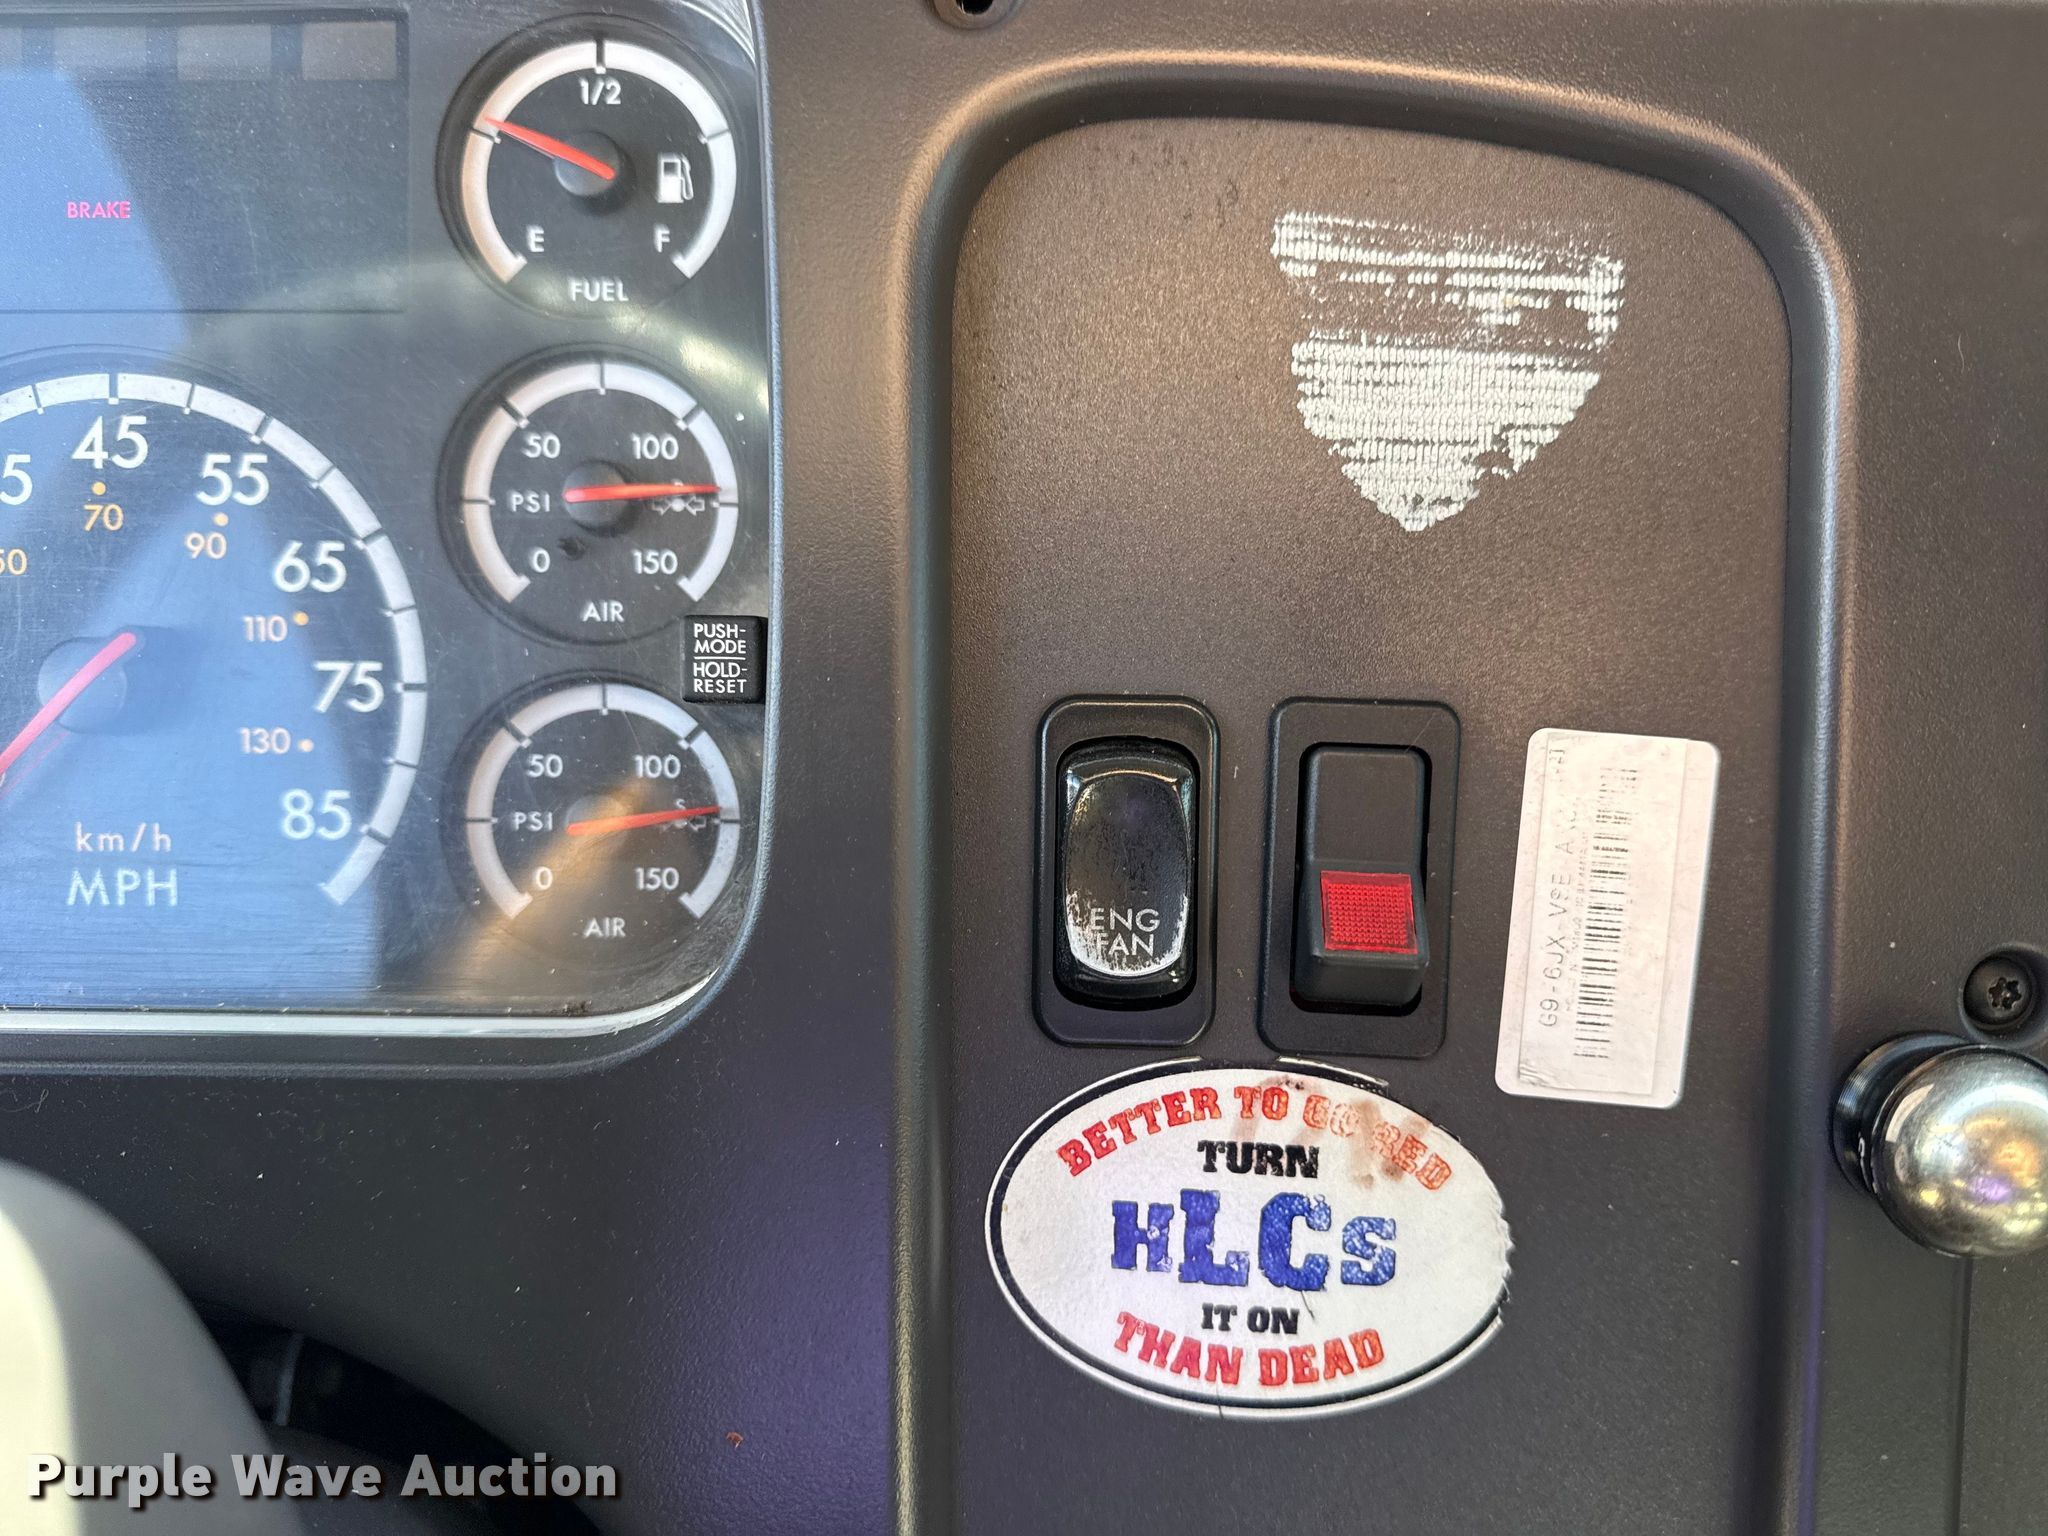 BRAKE
1/2
E
F
FUEL
50
100
PSI
0
150
AIR
PUSH-
MODE
HOLD-
RESET
50
100
PSI
S
0
150
AIR
45
55
65
75
85
70
90
110
130
km/h
MPH
ENG
FAN
BETTER TO GO RED
TURN
HLCs
IT ON
THAN DEAD
Purple Wave Auction